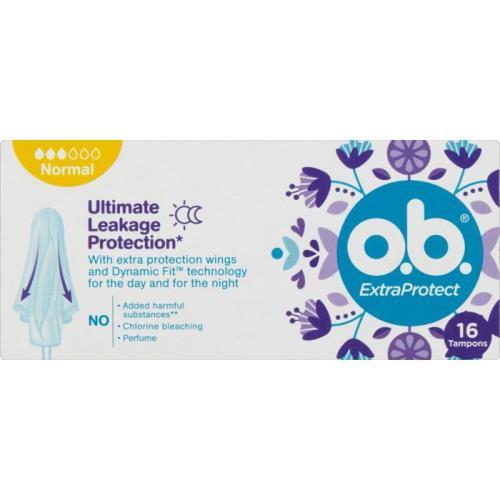 Normal
Ultimate
Leakage
Protection*
With extra protection wings
and Dynamic Fit™ technology
for the day and for the night
NO
• Added harmful
substances**
• Chlorine bleaching
• Perfume
o.b.®
ExtraProtect
16
Tampons